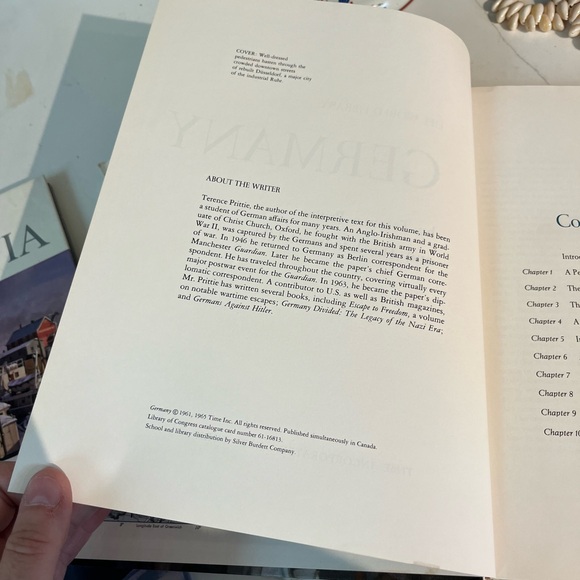 COVER: Well-dressed
pedestrians hasten through the
crowded downtown streets
of rebuilt Düsseldorf, a major city
of the industrial Ruhr.
GERMANY
ABOUT THE WRITER
Terence Prittie, the author of the interpretive text for this volume, has been
a student of German affairs for many years. An Anglo-Irishman and a grad-
uate of Christ Church, Oxford, he fought with the British army in World
War II, was captured by the Germans and spent several years as a prisoner
of war. In 1946 he returned to Germany as Berlin correspondent for the
Manchester Guardian. Later he became the paper's chief German corre-
spondent. He has traveled throughout the country, covering virtually every
major postwar event for the Guardian. In 1963, he became the paper's dip-
lomatic correspondent. A contributor to U.S. as well as British magazines,
Mr. Prittie has written several books, including Escape to Freedom, a volume
on notable wartime escapes; Germany Divided: The Legacy of the Nazi Era;
and Germans Against Hitler.
Germany © 1961, 1965 Time Inc. All rights reserved. Published simultaneously in Canada.
Library of Congress catalogue card number 61-16813.
School and library distribution by Silver Burdett Company.
Co
Introd
Chapter 1 A Pe
Chapter 2 The
Chapter 3 Th
Chapter 4 A
Chapter 5
Chapter 6
Chapter 7
Chapter 8
Chapter 9
Chapter 10
AI